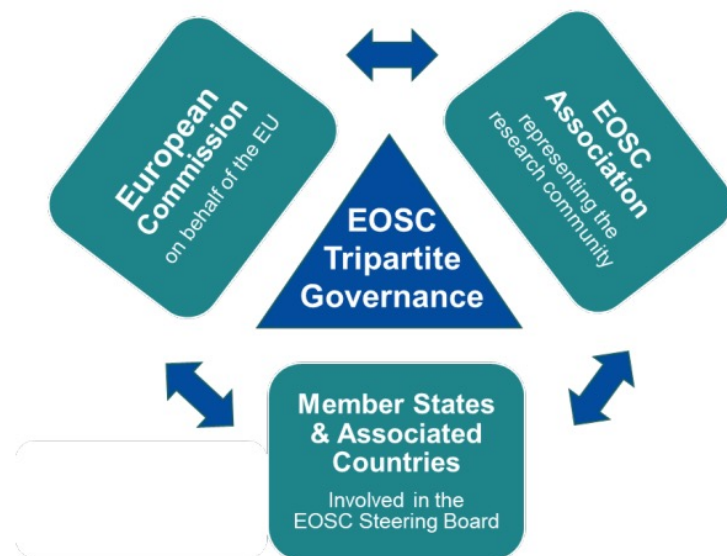 European
Commission
on behalf of the EU
EOSC
Association
representing the
research community
EOSC
Tripartite
Governance
Member States
& Associated
Countries
Involved in the
EOSC Steering Board